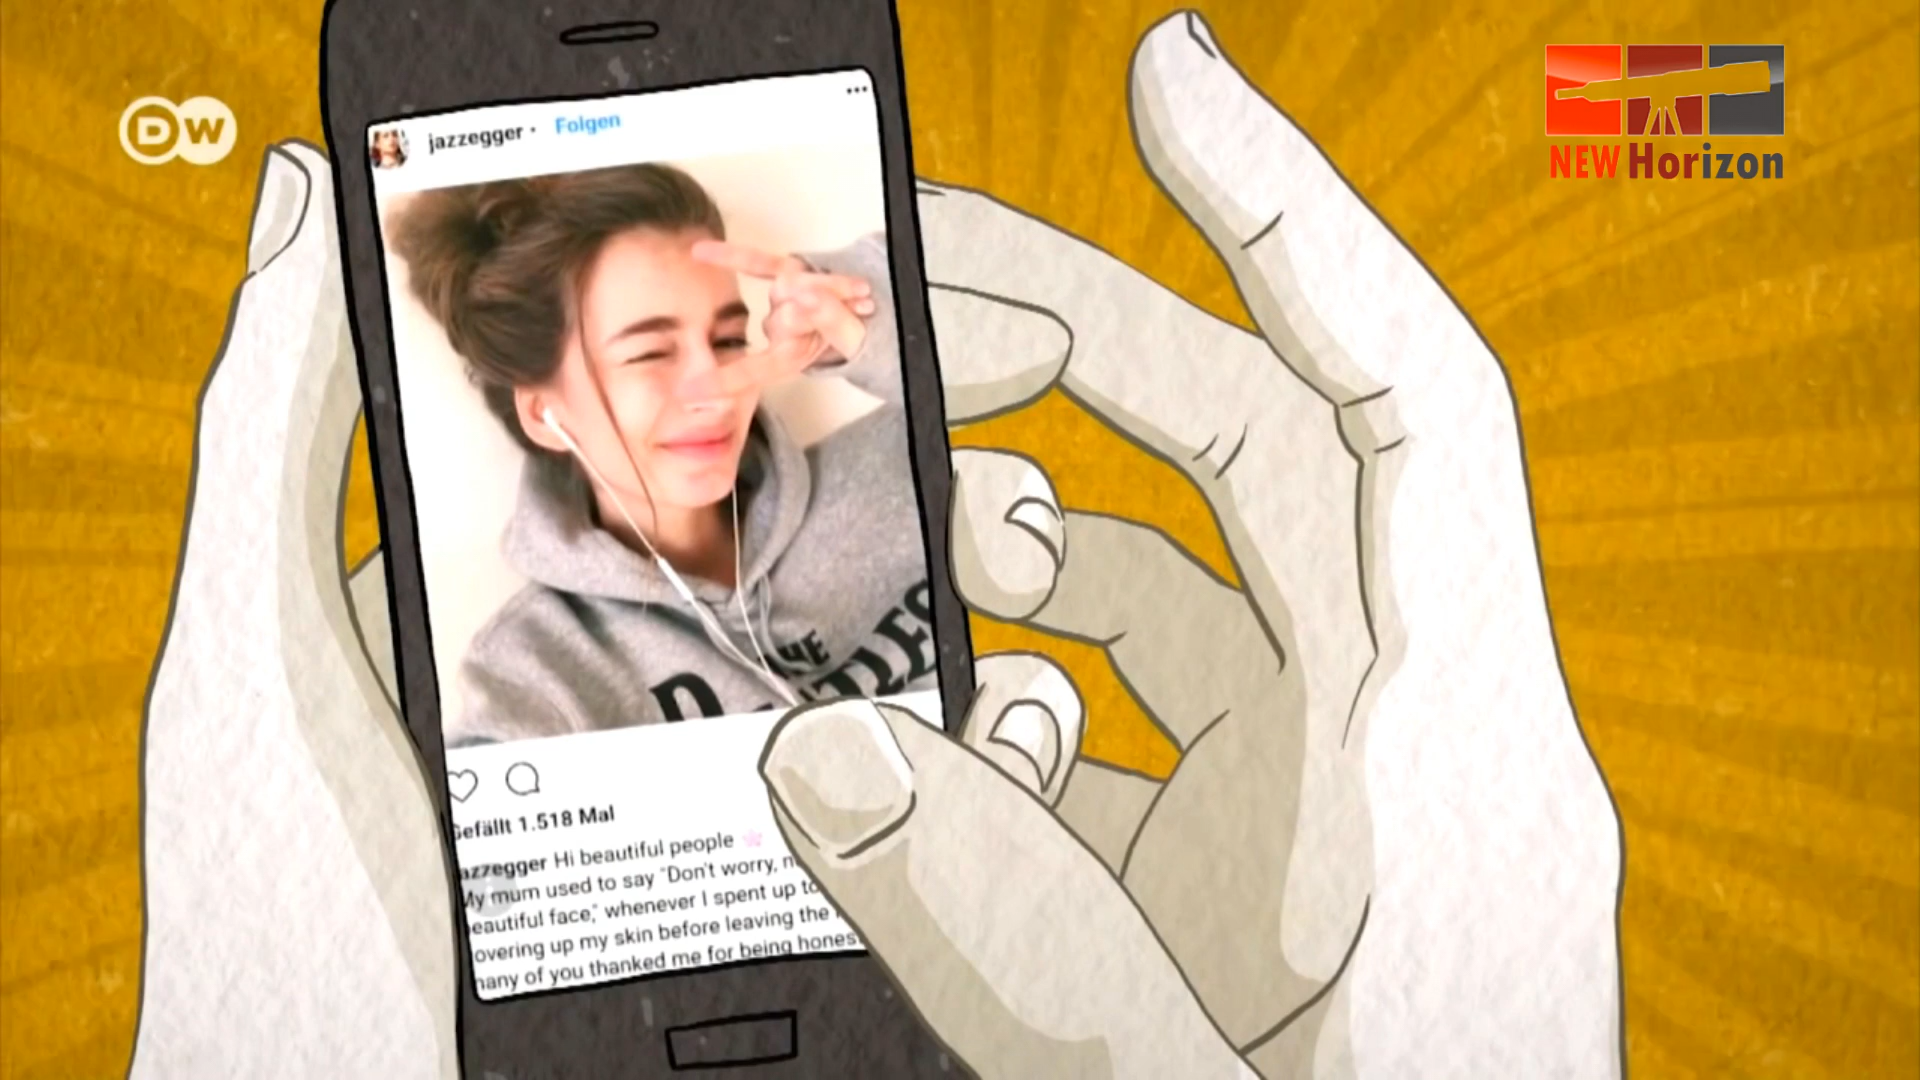 DW
NEW Horizon
jazzegger • Folgen
THE
Gefällt 1.518 Mal
jazzegger Hi beautiful people
My mum used to say "Don't worry,
beautiful face," whenever I spent up to
covering up my skin before leaving the
many of you thanked me for being honest